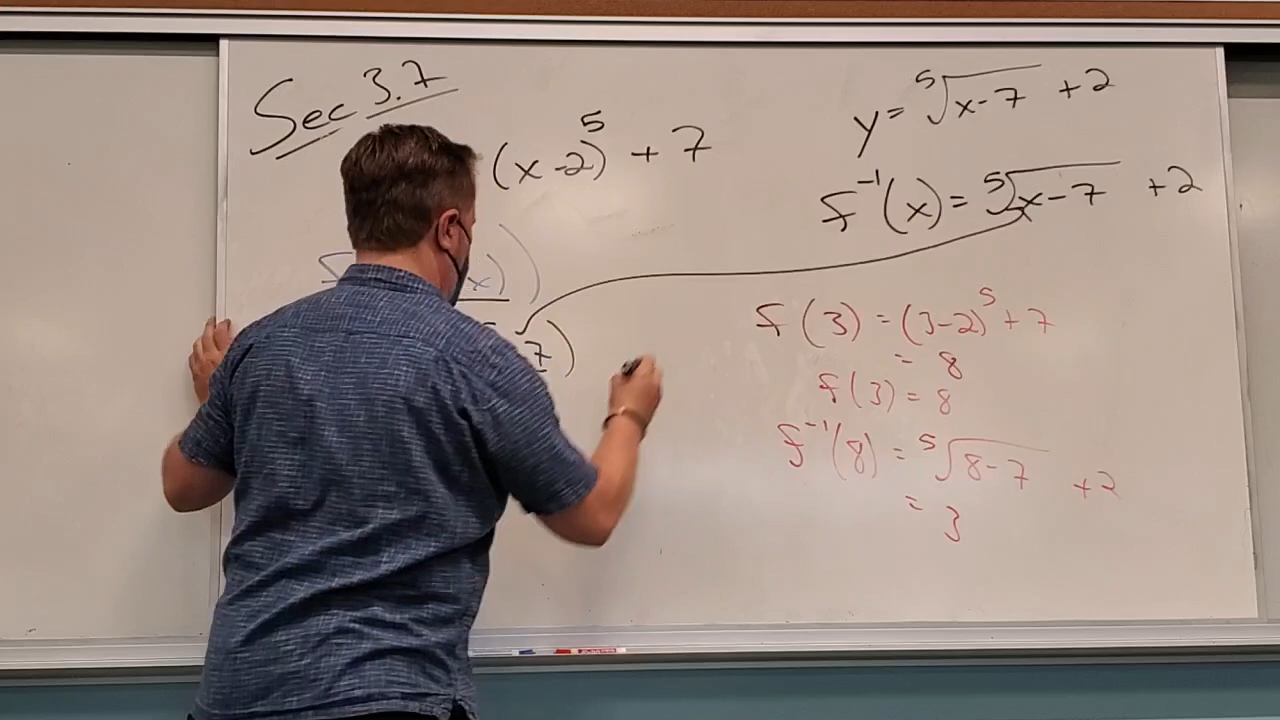 Sec 3.7
(x-2)^5 + 7
x)
7)
y = ⁵√(x-7) + 2
f^-1(x) = ⁵√(x-7) + 2
f(3) = (3-2)^5 + 7
= 8
f(3) = 8
f^-1(8) = ⁵√(8-7) + 2
= 3